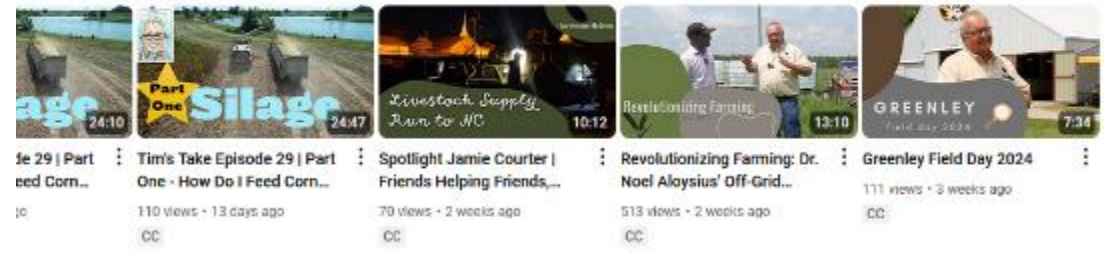 age
24:10
Part
One
Silage
24:47
Livestock Supply
Run to NC
10:12
Revolutionizing Farming
13:10
GREENLEY
field day 2024
7:34
de 29 | Part
eed Corn...
go
Tim's Take Episode 29 | Part
One - How Do I Feed Corn...
110 views • 13 days ago
CC
Spotlight Jamie Courter |
Friends Helping Friends,...
70 views • 2 weeks ago
CC
Revolutionizing Farming: Dr.
Noel Aloysius' Off-Grid...
513 views • 2 weeks ago
CC
Greenley Field Day 2024
111 views • 3 weeks ago
CC